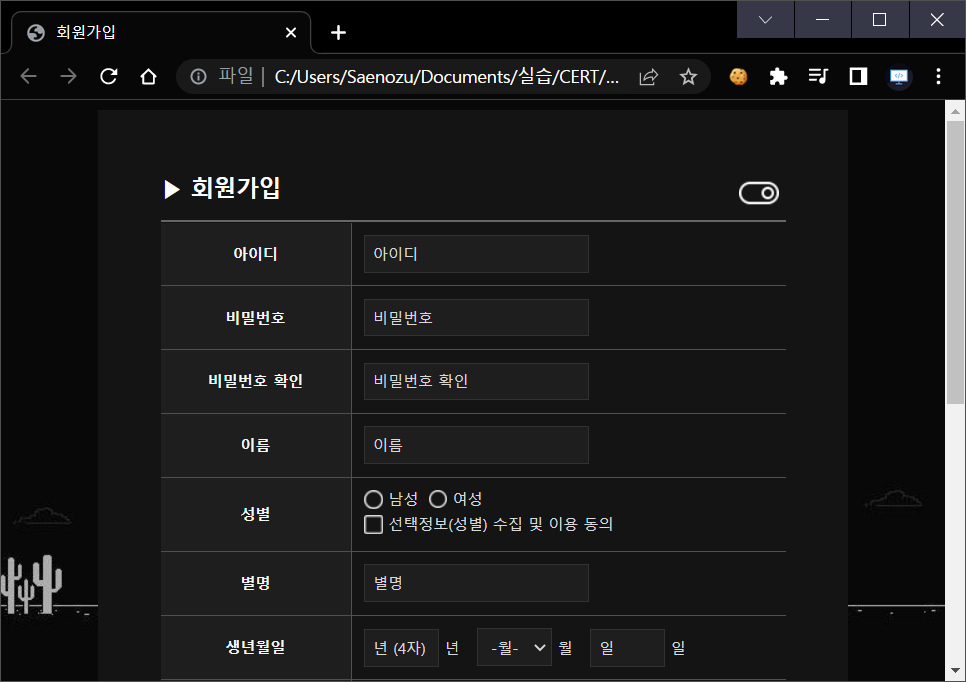 회원가입
파일 | C:/Users/Saenozu/Documents/실습/CERT/...
▶ 회원가입
아이디 아이디
비밀번호 비밀번호
비밀번호 확인 비밀번호 확인
이름 이름
성별 남성 여성
선택정보(성별) 수집 및 이용 동의
별명 별명
생년월일 년 (4자) 년 -월- 월 일 일